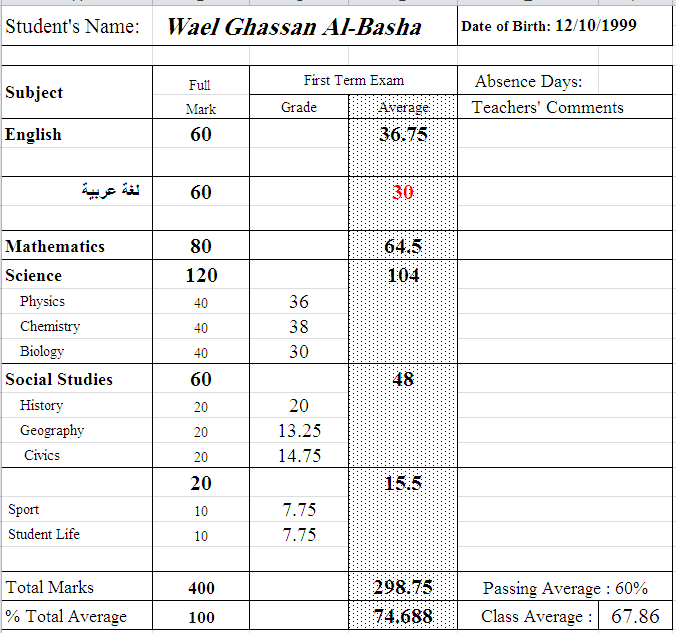 Student's Name: Wael Ghassan Al-Basha Date of Birth: 12/10/1999
Subject Full Mark First Term Exam Absence Days:
Grade Average Teachers' Comments
English 60 36.75
لغة عربية 60 30
Mathematics 80 64.5
Science 120 104
Physics 40 36
Chemistry 40 38
Biology 40 30
Social Studies 60 48
History 20 20
Geography 20 13.25
Civics 20 14.75
20 15.5
Sport 10 7.75
Student Life 10 7.75
Total Marks 400 298.75 Passing Average : 60%
% Total Average 100 74.688 Class Average : 67.86